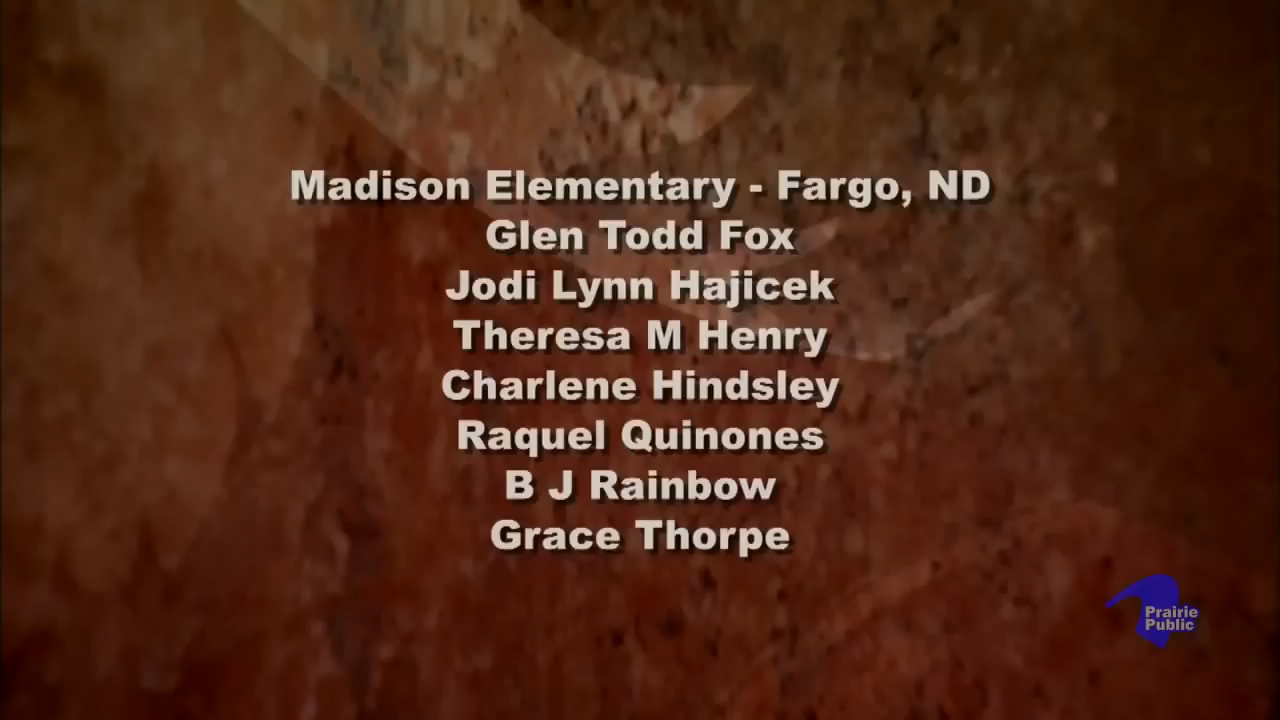 Madison Elementary - Fargo, ND
Glen Todd Fox
Jodi Lynn Hajicek
Theresa M Henry
Charlene Hindsley
Raquel Quinones
B J Rainbow
Grace Thorpe
Prairie
Public